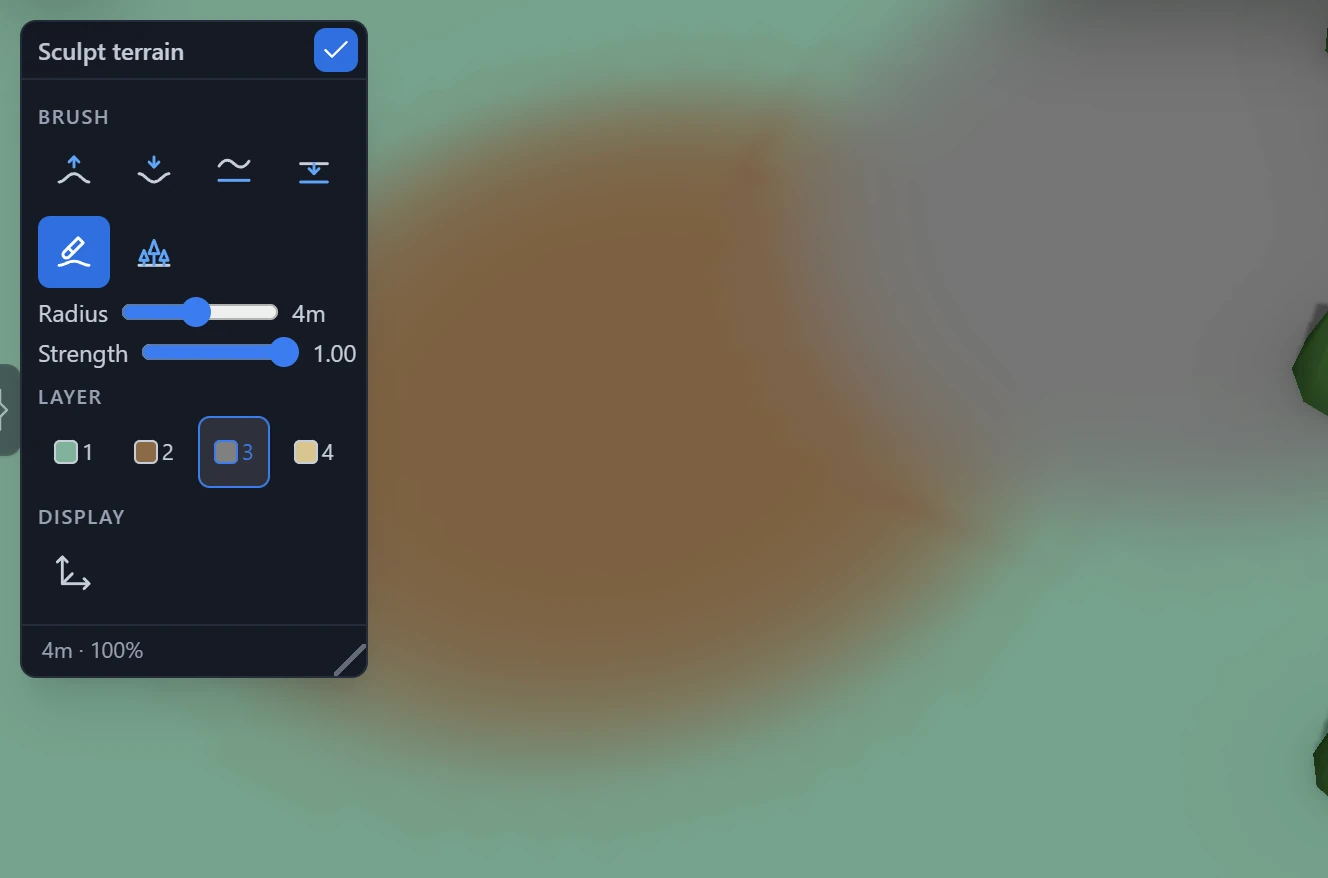 Sculpt terrain
BRUSH
Radius 4m
Strength 1.00
LAYER
1 2 3 4
DISPLAY
4m · 100%